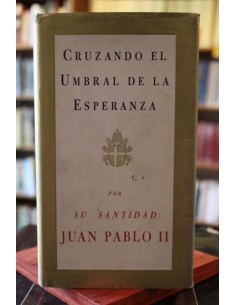 CRUZANDO EL
UMBRAL DE LA
ESPERANZA
POR
SU SANTIDAD
JUAN PABLO II